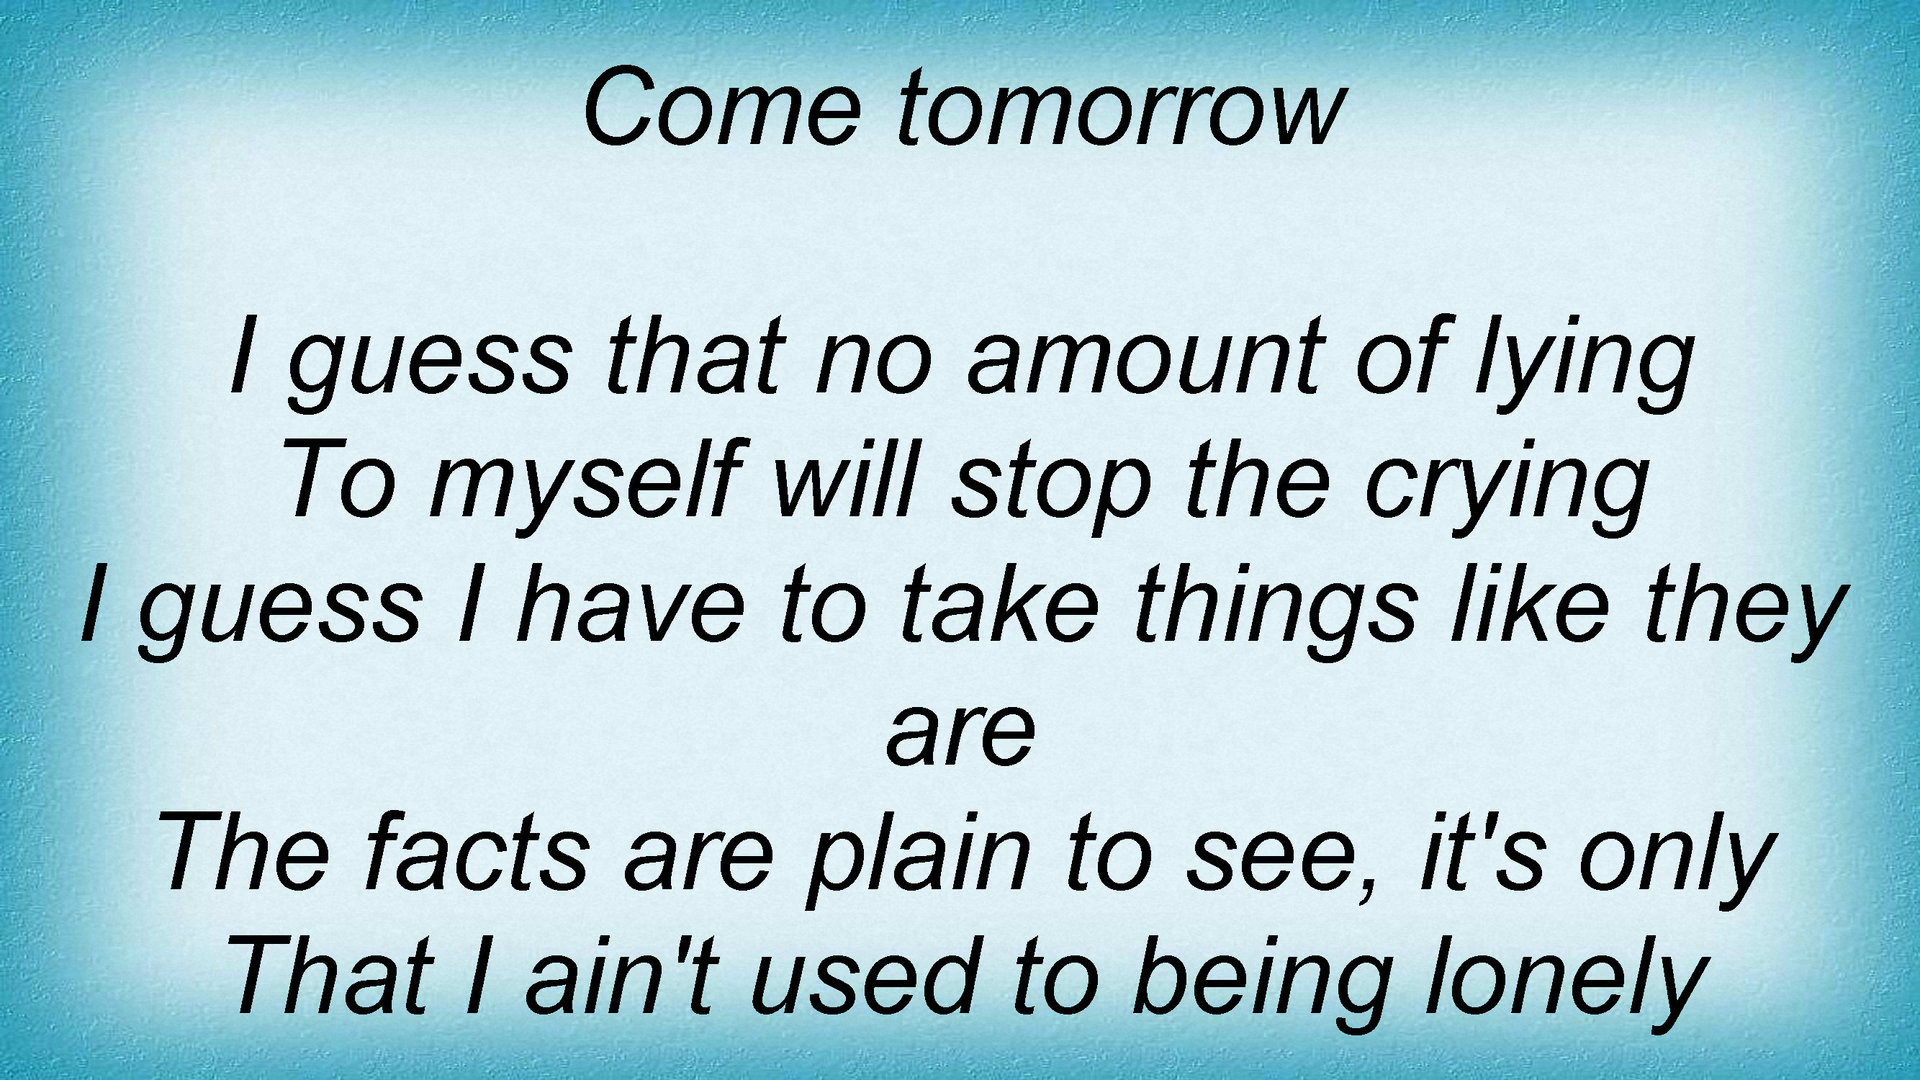 Come tomorrow
I guess that no amount of lying
To myself will stop the crying
I guess I have to take things like they
are
The facts are plain to see, it's only
That I ain't used to being lonely